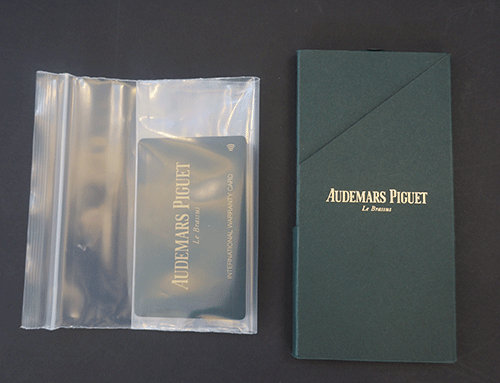 AUDEMARS PIGUET
Le Brassus
INTERNATIONAL WARRANTY CARD
AUDEMARS PIGUET
Le Brassus